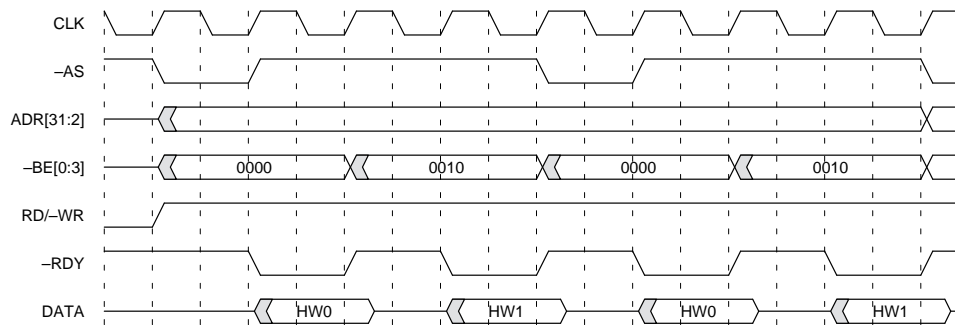 CLK
–AS
ADR[31:2]
–BE[0:3] 0000 0010 0000 0010
RD/–WR
–RDY
DATA HW0 HW1 HW0 HW1